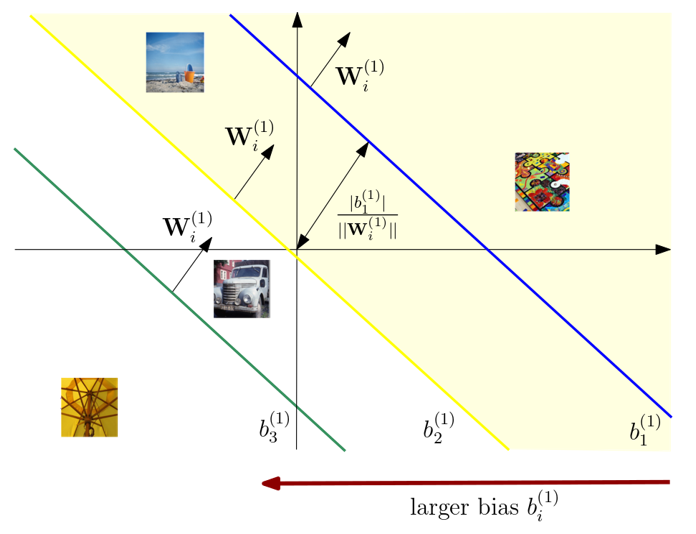 W_i^{(1)}
W_i^{(1)}
|b_1^{(1)}|
||W_i^{(1)}||
W_i^{(1)}
b_3^{(1)} b_2^{(1)} b_1^{(1)}
larger bias b_i^{(1)}